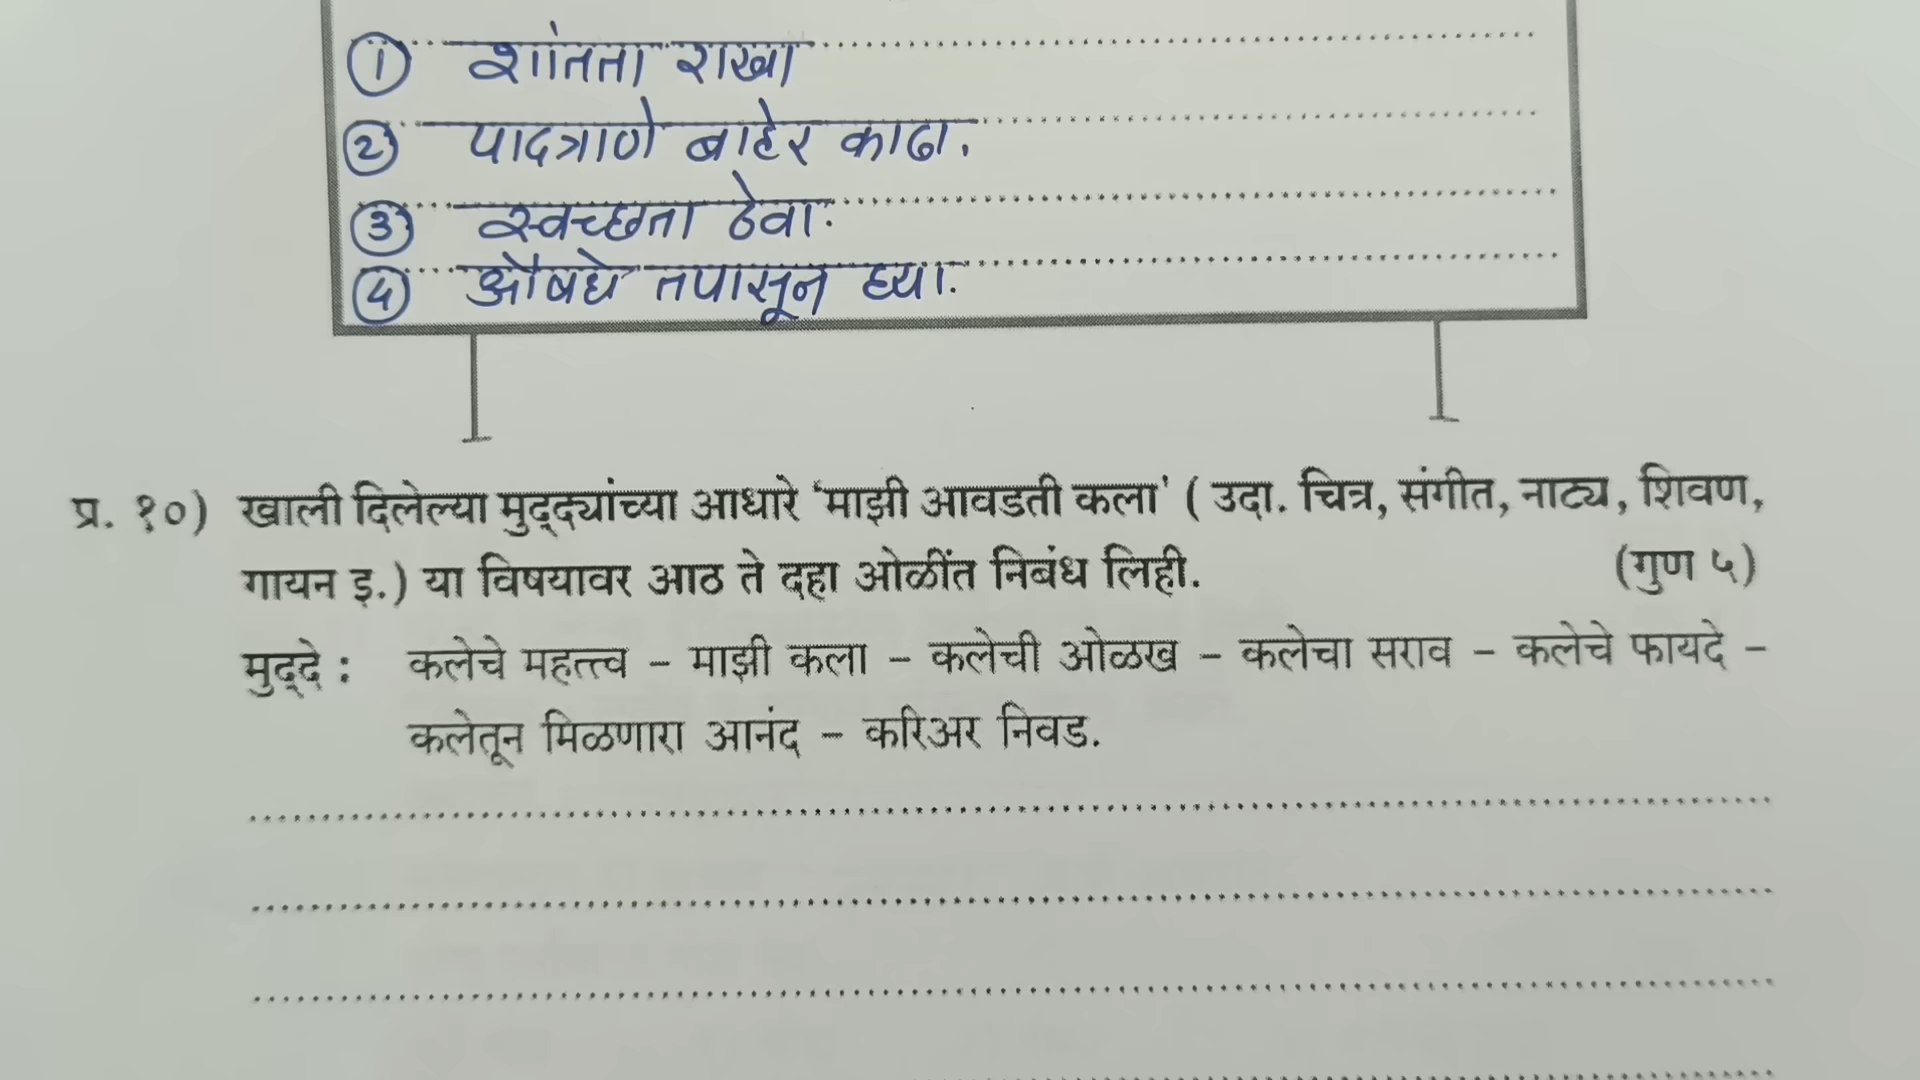 ① शांतता राखा
② पादत्राणे बाहेर काढा.
③ स्वच्छता ठेवा.
④ औषधे तपासून घ्या.
प्र. १०) खाली दिलेल्या मुद्द्यांच्या आधारे 'माझी आवडती कला' ( उदा. चित्र, संगीत, नाट्य, शिवण,
गायन इ.) या विषयावर आठ ते दहा ओळींत निबंध लिही. (गुण ५)
मुद्दे : कलेचे महत्त्व – माझी कला – कलेची ओळख – कलेचा सराव – कलेचे फायदे –
कलेतून मिळणारा आनंद – करिअर निवड.